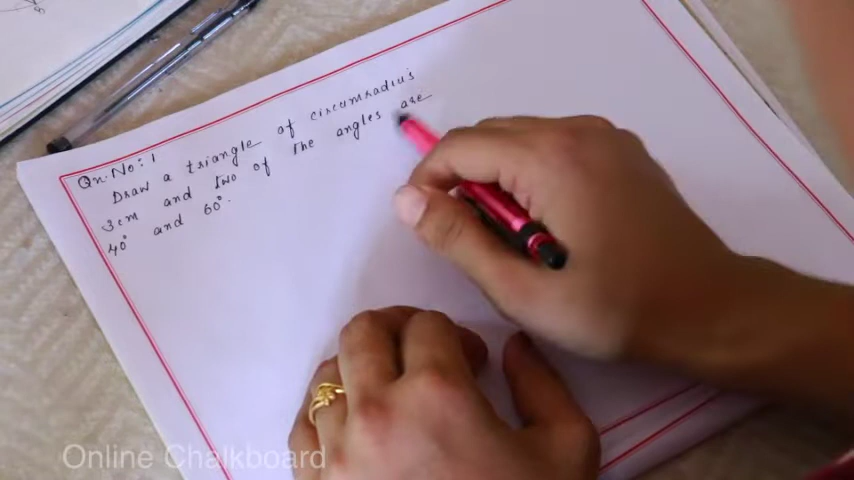 Qn. No: 1
Draw a triangle of circumradius
3cm and two of the angles are
40° and 60°.
Online Chalkboard